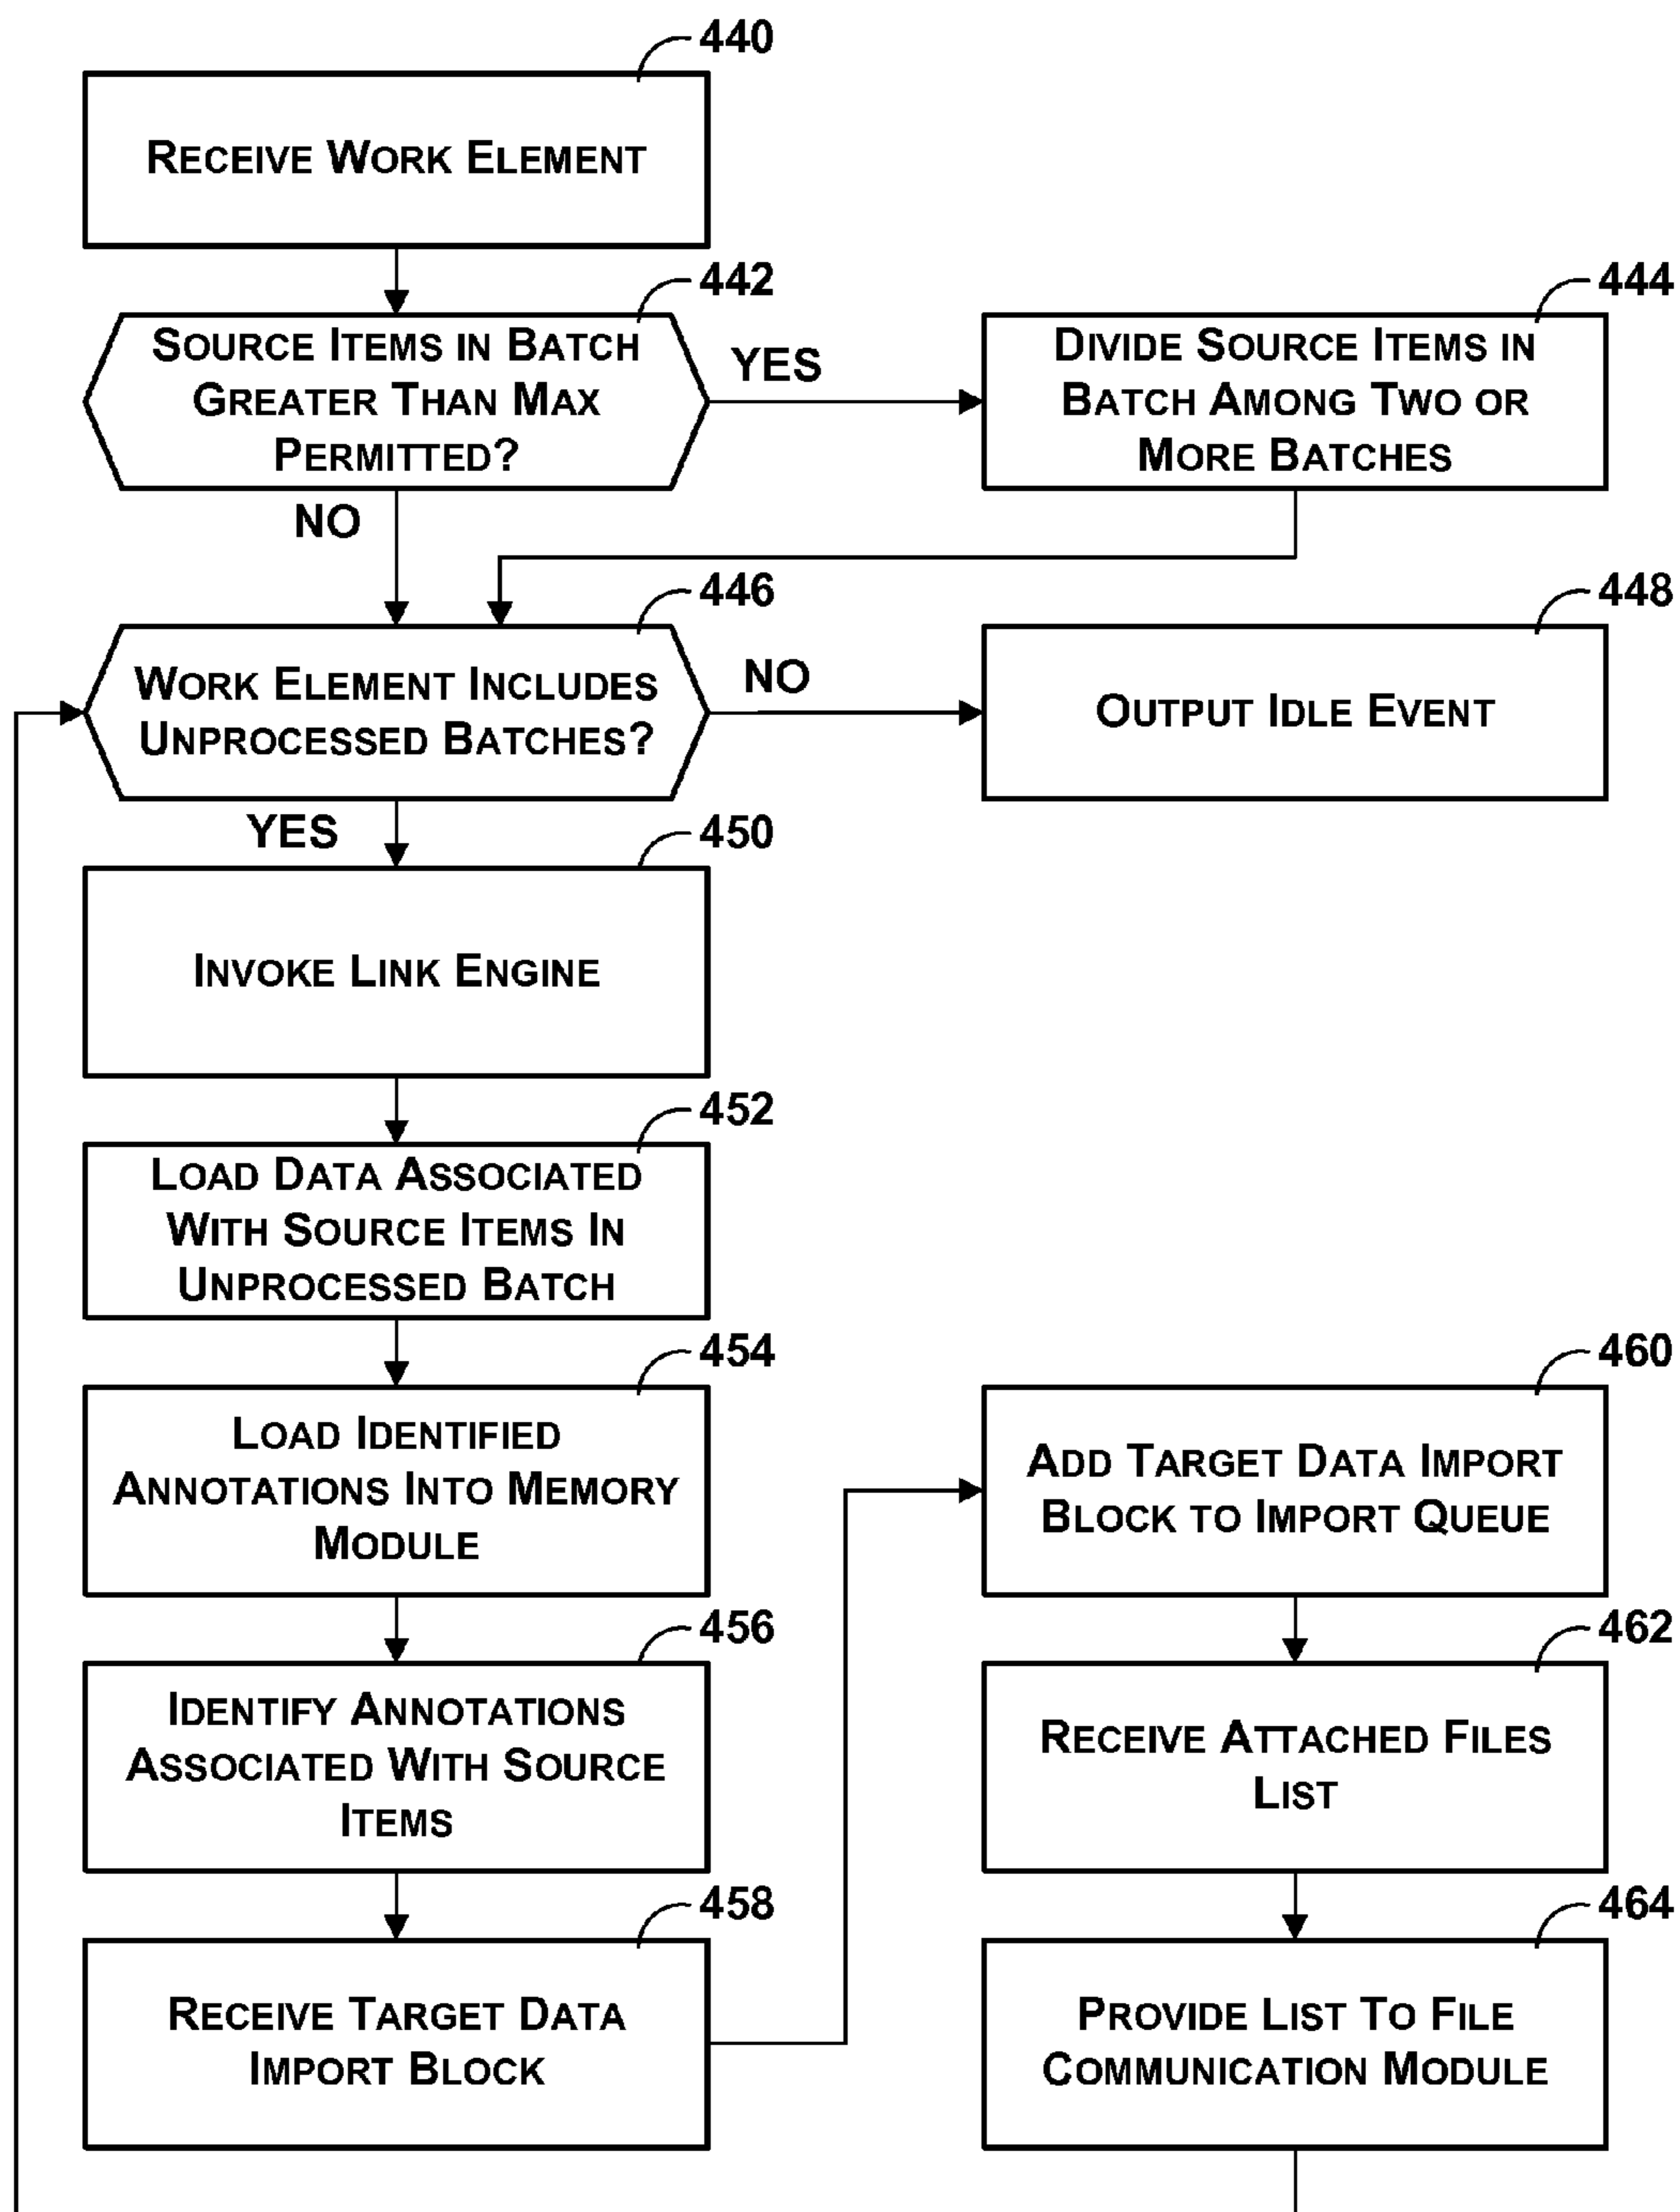 440
RECEIVE WORK ELEMENT
442
SOURCE ITEMS IN BATCH
GREATER THAN MAX
PERMITTED?
YES
444
DIVIDE SOURCE ITEMS IN
BATCH AMONG TWO OR
MORE BATCHES
NO
446
WORK ELEMENT INCLUDES
UNPROCESSED BATCHES?
NO
448
OUTPUT IDLE EVENT
YES
450
INVOKE LINK ENGINE
452
LOAD DATA ASSOCIATED
WITH SOURCE ITEMS IN
UNPROCESSED BATCH
454
LOAD IDENTIFIED
ANNOTATIONS INTO MEMORY
MODULE
456
IDENTIFY ANNOTATIONS
ASSOCIATED WITH SOURCE
ITEMS
458
RECEIVE TARGET DATA
IMPORT BLOCK
460
ADD TARGET DATA IMPORT
BLOCK TO IMPORT QUEUE
462
RECEIVE ATTACHED FILES
LIST
464
PROVIDE LIST TO FILE
COMMUNICATION MODULE